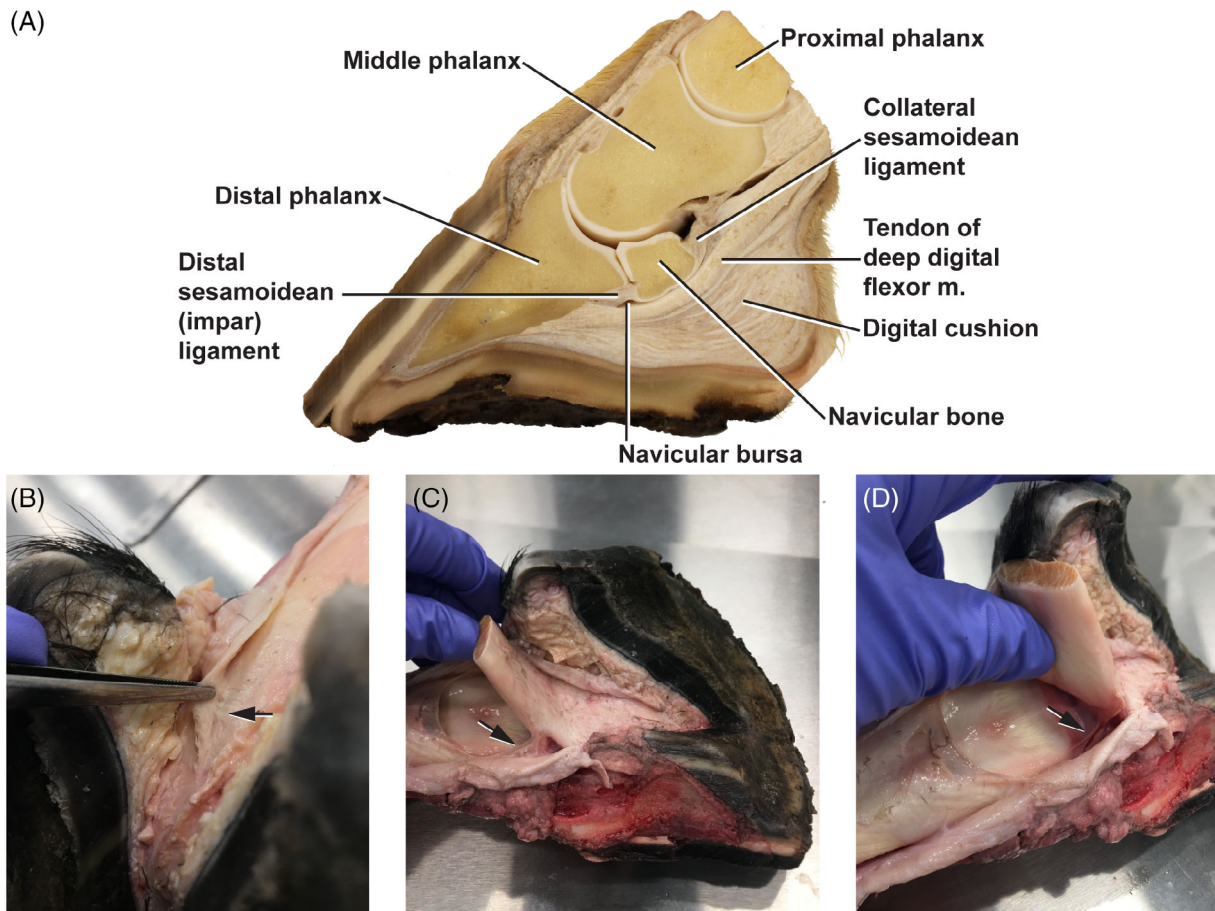 (A)
Proximal phalanx
Middle phalanx
Collateral
sesamoidean
ligament
Distal phalanx
Tendon of
deep digital
flexor m.
Distal
sesamoidean
(impar)
ligament
Digital cushion
Navicular bone
Navicular bursa
(B)
(C)
(D)